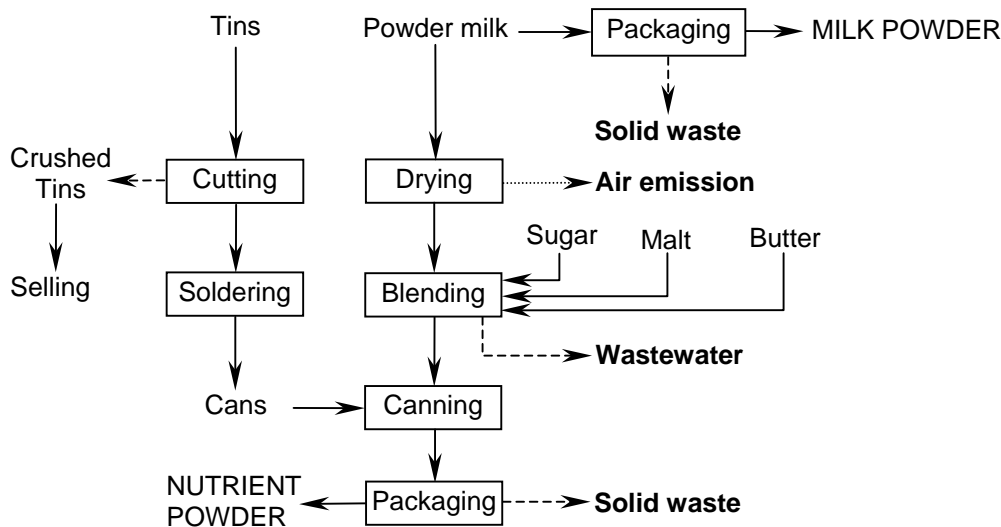 Tins
Powder milk
Packaging
MILK POWDER
Solid waste
Crushed
Tins
Cutting
Drying
Air emission
Sugar
Malt
Butter
Selling
Soldering
Blending
Wastewater
Cans
Canning
NUTRIENT
POWDER
Packaging
Solid waste